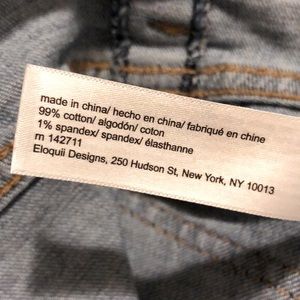 made in china/ hecho en china/ fabriqué en chine
99% cotton/ algodón/ coton
1% spandex/ spandex/ élasthanne
m 142711
Eloquii Designs, 250 Hudson St, New York, NY 10013